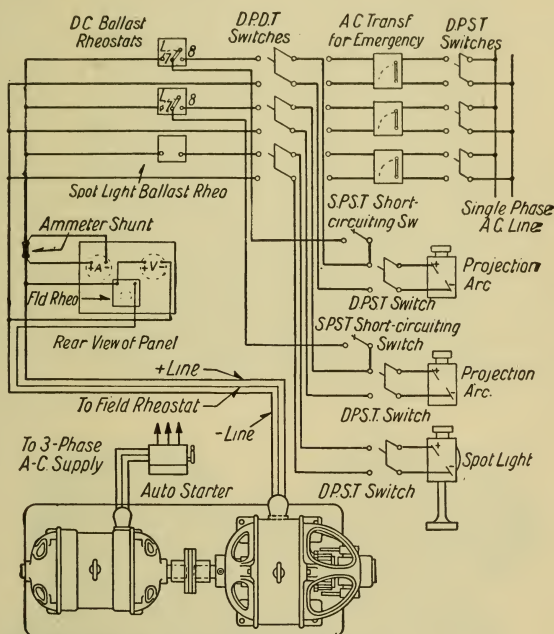 DC Ballast
Rheostats
D.P.D.T
Switches
A C Transf
for Emergency
D.P.S.T
Switches
8
8
Spot Light Ballast Rheo
Ammeter Shunt
+A-
+V-
Fld Rheo
Rear View of Panel
S.P.S.T Short-
circuiting Sw
Single Phase
A.C. Line
Projection
Arc
D.P.S.T Switch
S.P.S.T Short-circuiting
Switch
Projection
Arc.
D.P.S.T. Switch
+Line
To Field Rheostat
-Line
To 3-Phase
A-C. Supply
Auto Starter
Spot Light
D.P.S.T Switch